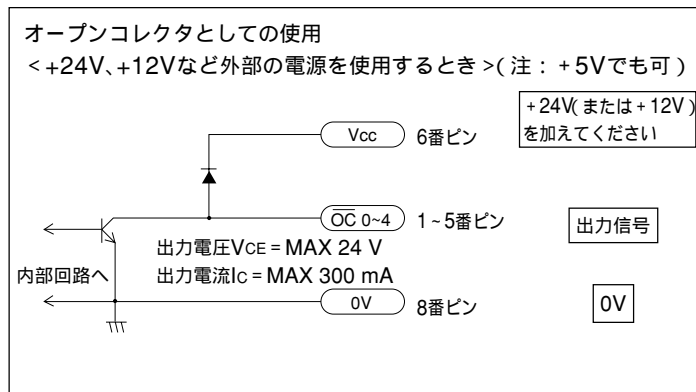 オープンコレクタとしての使用
<+24V、+12Vなど外部の電源を使用するとき>(注：+5Vでも可)
+24V(または+12V)
を加えてください
Vcc 6番ピン
OC 0~4 1~5番ピン 出力信号
出力電圧VCE = MAX 24 V
出力電流IC = MAX 300 mA
内部回路へ
0V 8番ピン 0V